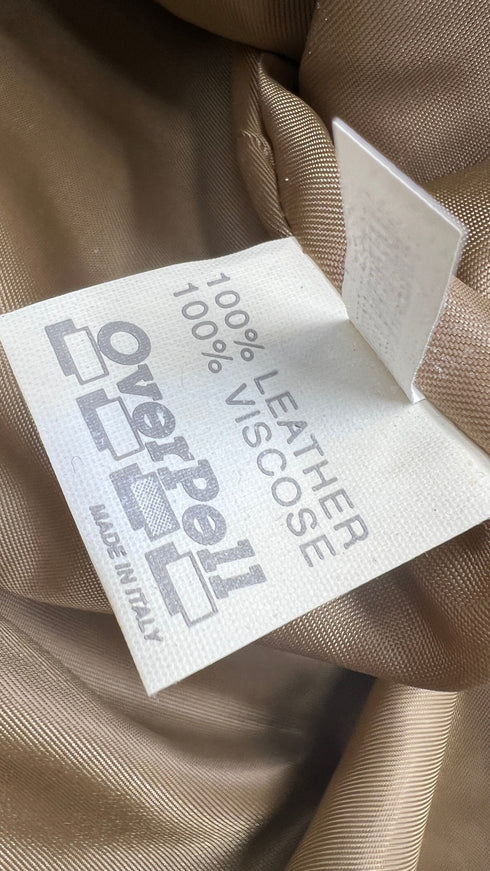 100% LEATHER
100% VISCOSE
OverPell
MADE IN ITALY